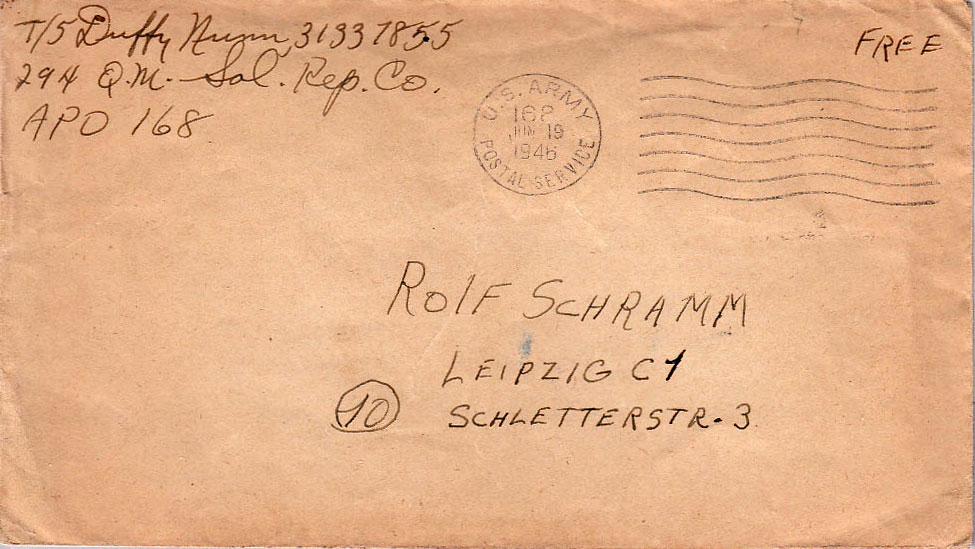 T/5 Duffy Nunn, 31337855
294 Q.M. Sal. Rep. Co.
APO 168
FREE
U.S. ARMY
168
JUN 19
1946
POSTAL SERVICE
ROlF SCHRAMM
LEIPZIG C1
10
SCHLETTERSTR. 3